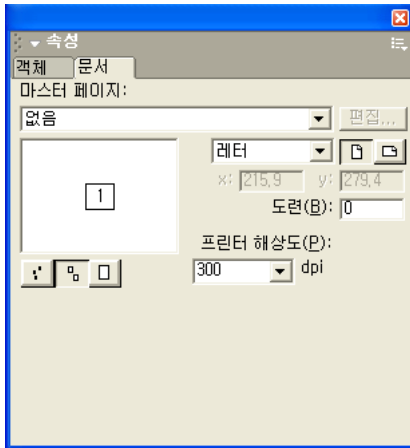 속성
객체 문서
마스터 페이지:
없음 편집...
1 레터
x: 215.9 y: 279.4
도련(B): 0
프린터 해상도(P):
300 dpi